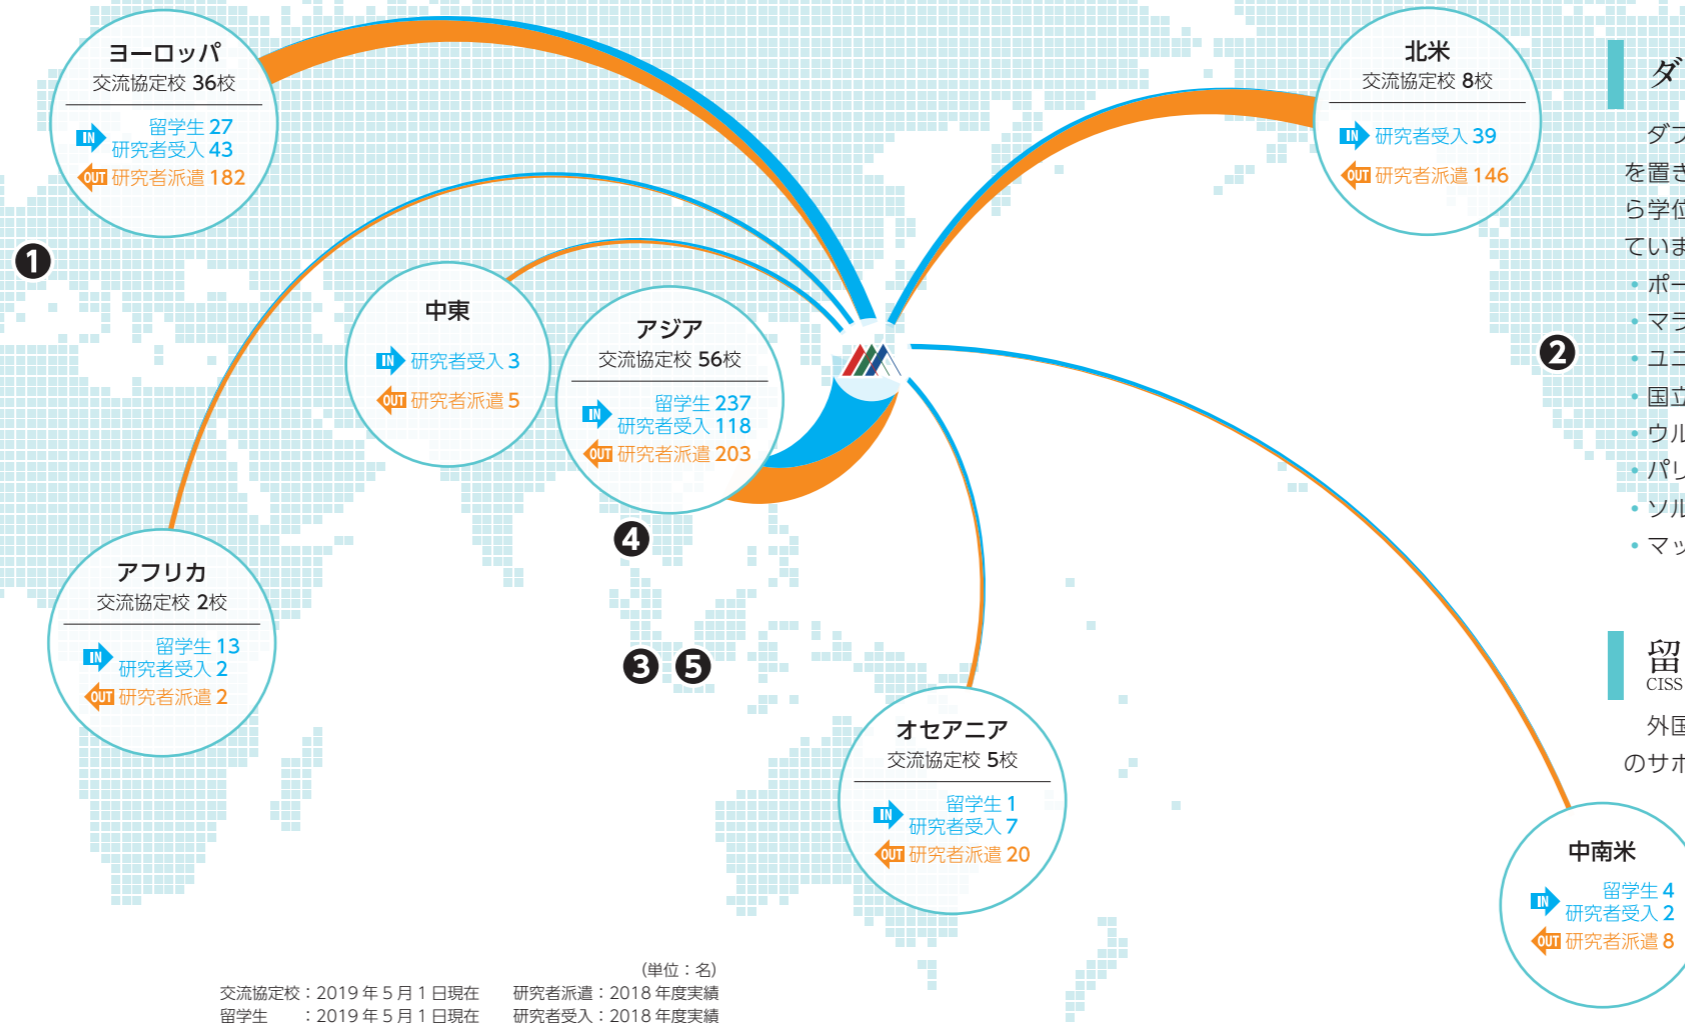 ヨーロッパ
交流協定校 36校
IN 留学生 27
研究者受入 43
OUT 研究者派遣 182
北米
交流協定校 8校
IN 研究者受入 39
OUT 研究者派遣 146
❶
中東
IN 研究者受入 3
OUT 研究者派遣 5
アジア
交流協定校 56校
IN 留学生 237
研究者受入 118
OUT 研究者派遣 203
❷
❹
アフリカ
交流協定校 2校
IN 留学生 13
研究者受入 2
OUT 研究者派遣 2
❸ ❺
オセアニア
交流協定校 5校
IN 留学生 1
研究者受入 7
OUT 研究者派遣 20
中南米
IN 留学生 4
研究者受入 2
OUT 研究者派遣 8
(単位：名)
交流協定校：2019年5月1日現在 研究者派遣：2018年度実績
留学生 ：2019年5月1日現在 研究者受入：2018年度実績
ダ
ダブ
を置き
ら学位
ていま
・ポー
・マラ
・ユニ
・国立
・ウル
・パリ
・ソル
・マッ
留
CISS
外国
のサポ